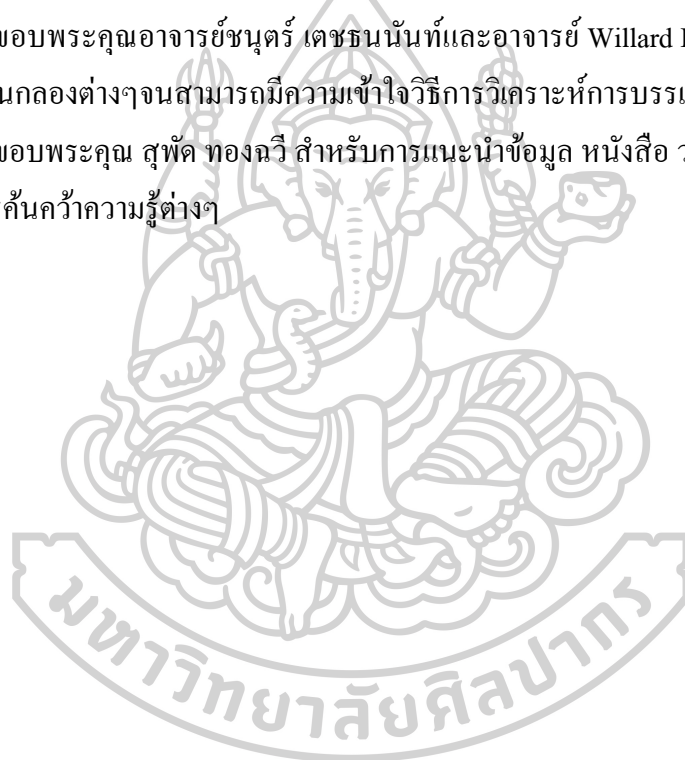 ขอบพระคุณอาจารย์ชนุตร์ เตชธนนันท์และอาจารย์ Willard
นกลองต่างๆจนสามารถมีความเข้าใจวิธีการวิเคราะห์การบรรเ
ขอบพระคุณ สุพัด ทองฉวี สำหรับการแนะนำข้อมูล หนังสือ ว
ค้นคว้าความรู้ต่างๆ
มหาวิทยาลัยศิลปากร